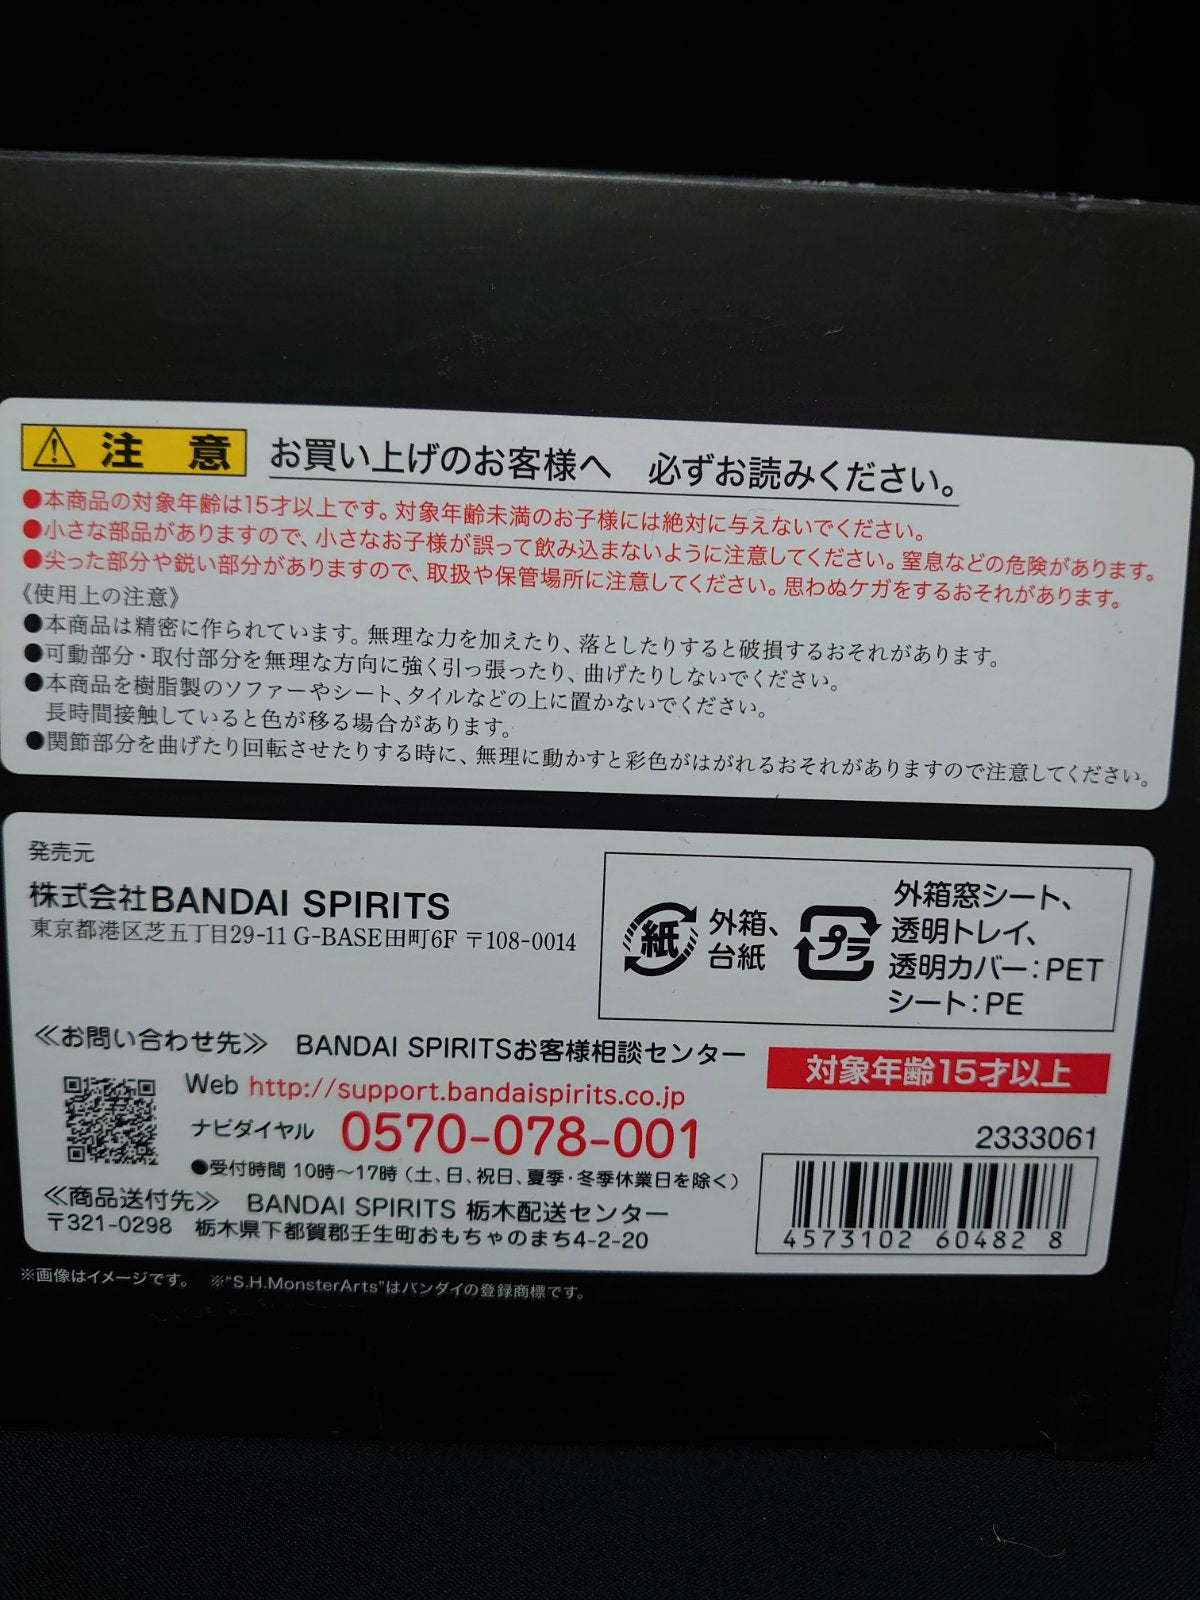 注 意 お買い上げのお客様へ 必ずお読みください。
●本商品の対象年齢は15才以上です。対象年齢未満のお子様には絶対に与えないでください。
●小さな部品がありますので、小さなお子様が誤って飲み込まないように注意してください。窒息などの危険があります。
●尖った部分や鋭い部分がありますので、取扱や保管場所に注意してください。思わぬケガをするおそれがあります。
《使用上の注意》
●本商品は精密に作られています。無理な力を加えたり、落としたりすると破損するおそれがあります。
●可動部分・取付部分を無理な方向に強く引っ張ったり、曲げたりしないでください。
●本商品を樹脂製のソファーやシート、タイルなどの上に置かないでください。
長時間接触していると色が移る場合があります。
●関節部分を曲げたり回転させたりする時に、無理に動かすと彩色がはがれるおそれがありますので注意してください。
発売元
株式会社BANDAI SPIRITS
東京都港区芝五丁目29-11 G-BASE田町6F 〒108-0014
紙
外箱、
台紙
プラ
外箱窓シート、
透明トレイ、
透明カバー：PET
シート：PE
≪お問い合わせ先≫ BANDAI SPIRITSお客様相談センター
Web http://support.bandaispirits.co.jp
ナビダイヤル 0570-078-001
●受付時間 10時～17時（土、日、祝日、夏季・冬季休業日を除く）
≪商品送付先≫ BANDAI SPIRITS 栃木配送センター
〒321-0298 栃木県下都賀郡壬生町おもちゃのまち4-2-20
対象年齢15才以上
2333061
4573102 60482 8
※画像はイメージです。 ※“S.H.MonsterArts”はバンダイの登録商標です。